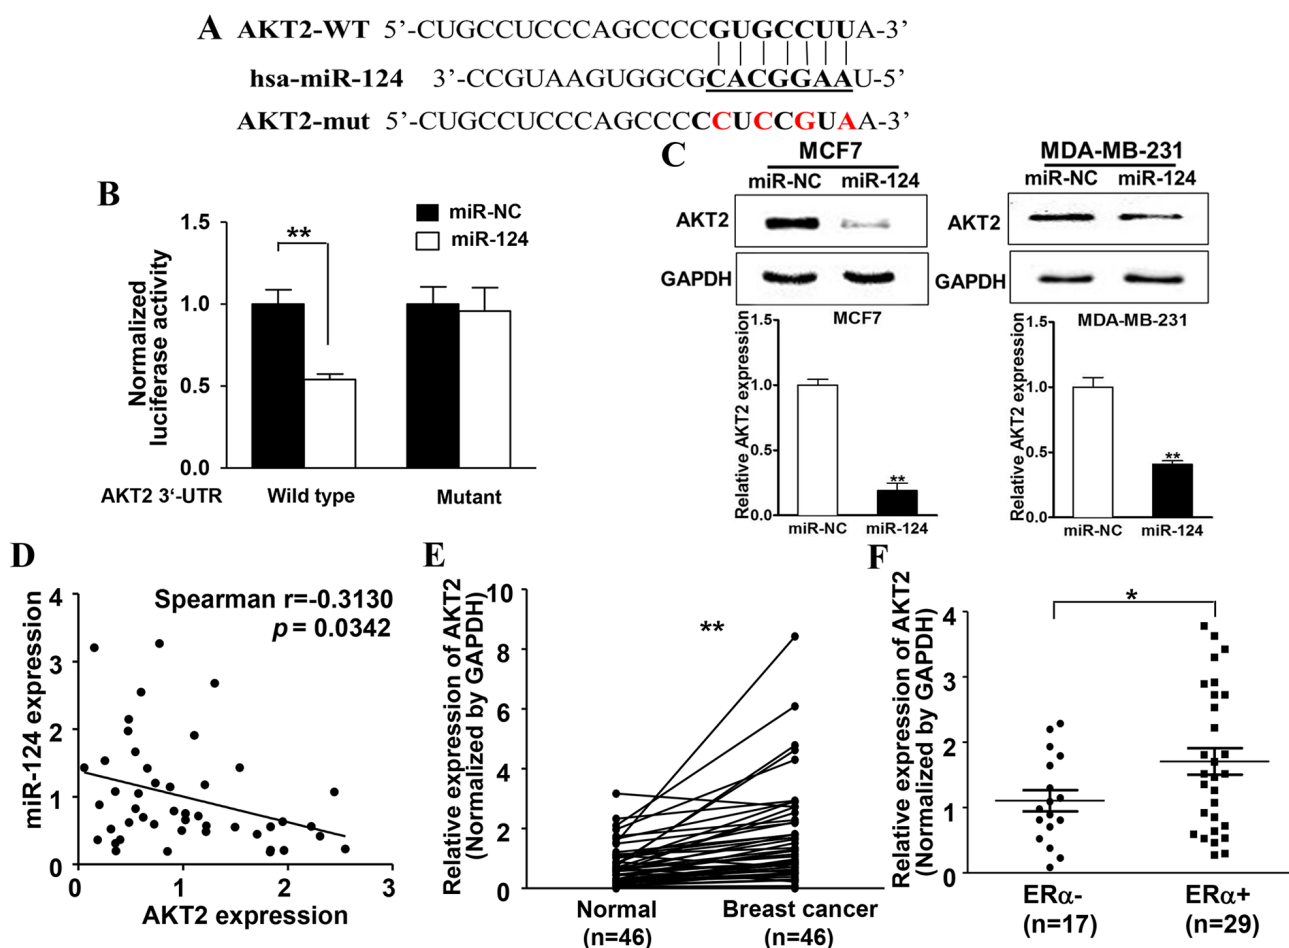 A
AKT2-WT 5’-CUGCCUCCCAGCCCCGUGCCUUA-3’
hsa-miR-124 3’-CCGUAAGUGGCGCACGGAAU-5’
AKT2-mut 5’-CUGCCUCCCAGCCCCCUCCGUAA-3’
B
miR-NC
miR-124
Normalized
luciferase activity
1.5
1.0
0.5
0.0
**
AKT2 3‘-UTR Wild type Mutant
C
MCF7
miR-NC miR-124
AKT2
GAPDH
MCF7
Relative AKT2 expression
1.5
1.0
0.5
0.0
**
miR-NC miR-124
MDA-MB-231
miR-NC miR-124
AKT2
GAPDH
MDA-MB-231
Relative AKT2 expression
1.5
1.0
0.5
0.0
**
miR-NC miR-124
D
miR-124 expression
4
3
2
1
0
Spearman r=-0.3130
p = 0.0342
0 1 2 3
AKT2 expression
E
Relative expression of AKT2
(Normalized by GAPDH)
10
8
6
4
2
0
**
Normal Breast cancer
(n=46) (n=46)
F
Relative expression of AKT2
(Normalized by GAPDH)
4
3
2
1
0
*
ERα- ERα+
(n=17) (n=29)